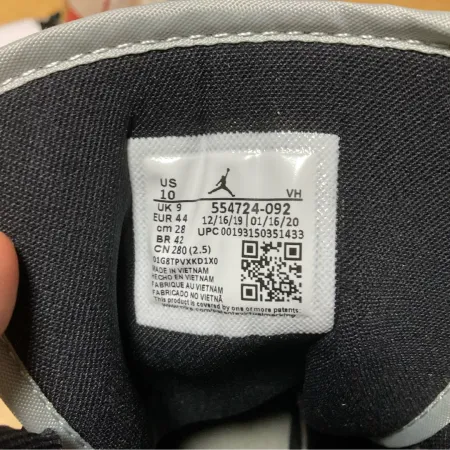 US
10
VH
UK 9
554724-092
EUR 44
12/16/19 | 01/16/20
cm 28
UPC 00193150351433
BR 42
CN 280 (2.5)
01G8TPVXKD1X0
MADE IN VIETNAM
HECHO EN VIETNAM
FABRIQUE AU VIETNAM
FABRICADO NO VIETNÃ
This product is covered by one or more patents.